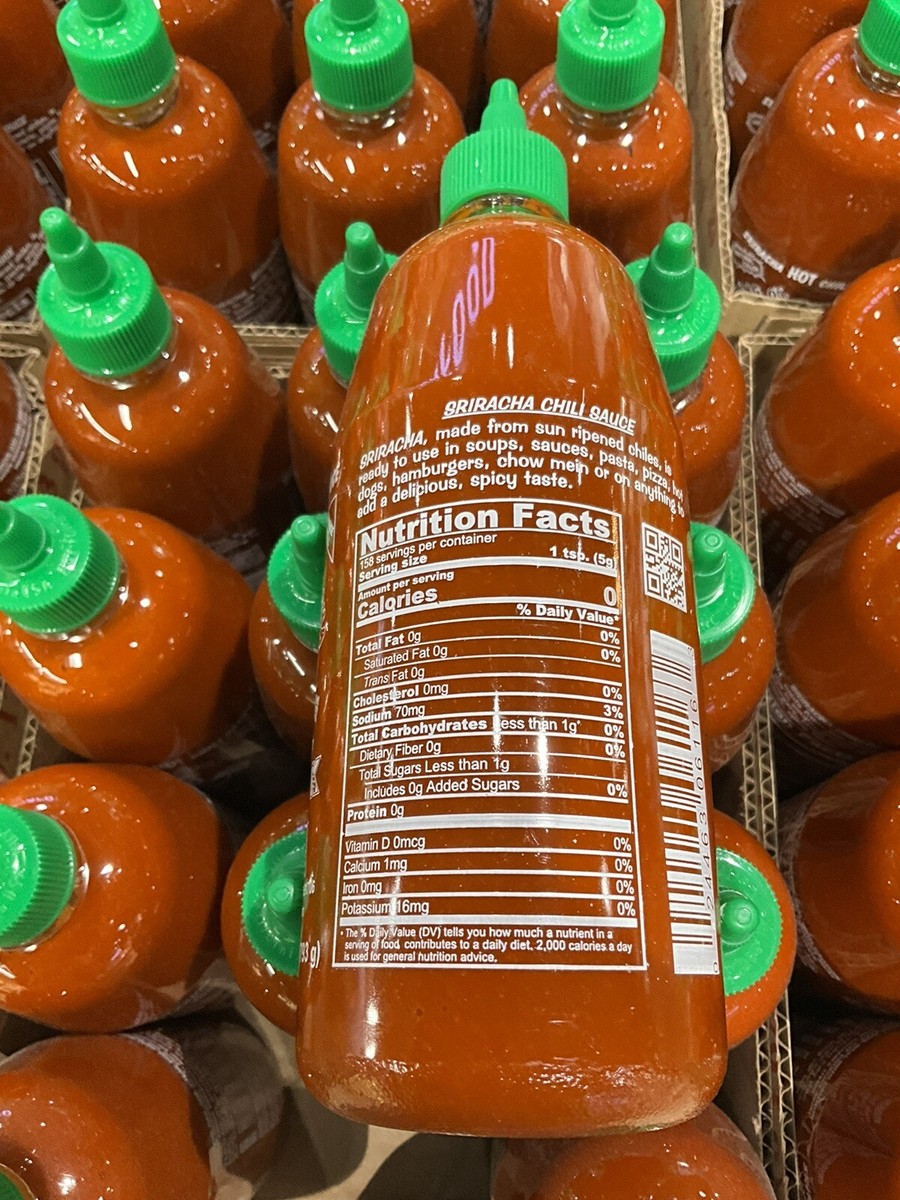 SRIRACHA CHILI SAUCE
SRIRACHA, made from sun ripened chiles, is
ready to use in soups, sauces, pasta, pizza, hot
dogs, hamburgers, chow mein or on anything to
add a delicious, spicy taste.
Nutrition Facts
158 servings per container
Serving size 1 tsp. (5g)
Amount per serving
Calories 0
% Daily Value*
Total Fat 0g 0%
Saturated Fat 0g 0%
Trans Fat 0g
Cholesterol 0mg 0%
Sodium 70mg 3%
Total Carbohydrates Less than 1g* 0%
Dietary Fiber 0g 0%
Total Sugars Less than 1g
Includes 0g Added Sugars 0%
Protein 0g
Vitamin D 0mcg 0%
Calcium 1mg 0%
Iron 0mg 0%
Potassium 16mg 0%
* The % Daily Value (DV) tells you how much a nutrient in a
serving of food contributes to a daily diet. 2,000 calories a day
is used for general nutrition advice.
SRIRACHA HOT